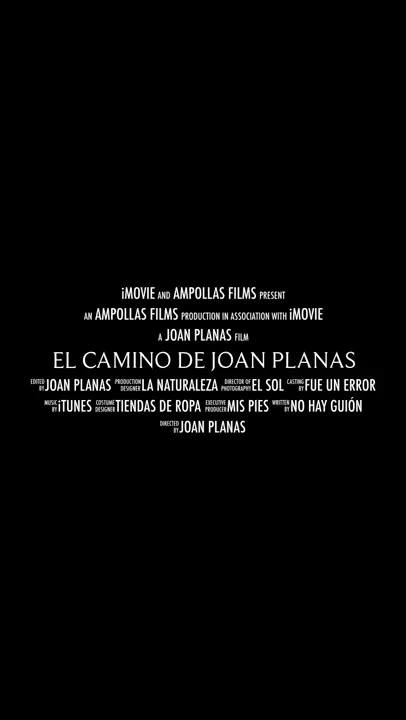 iMOVIE AND AMPOLLAS FILMS PRESENT
AN AMPOLLAS FILMS PRODUCTION IN ASSOCIATION WITH iMOVIE
A JOAN PLANAS FILM
EL CAMINO DE JOAN PLANAS
EDITED BY JOAN PLANAS PRODUCTION DESIGNER LA NATURALEZA DIRECTOR OF PHOTOGRAPHY EL SOL CASTING BY FUE UN ERROR
MUSIC BY iTUNES COSTUME DESIGNER TIENDAS DE ROPA EXECUTIVE PRODUCER MIS PIES WRITTEN BY NO HAY GUIÓN
DIRECTED BY JOAN PLANAS